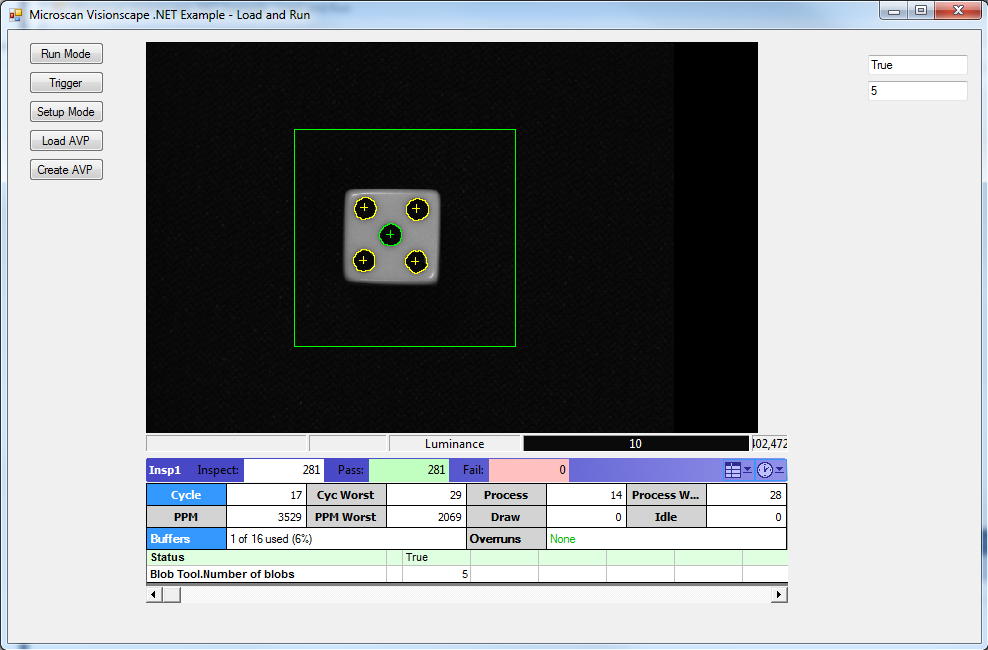 Microscan Visionscape .NET Example - Load and Run
Run Mode
Trigger
Setup Mode
Load AVP
Create AVP
True
5
Luminance 10 402,472
Insp1 Inspect: 281 Pass: 281 Fail: 0
Cycle 17 Cyc Worst 29 Process 14 Process W... 28
PPM 3529 PPM Worst 2069 Draw 0 Idle 0
Buffers 1 of 16 used (6%) Overruns None
Status True
Blob Tool.Number of blobs 5